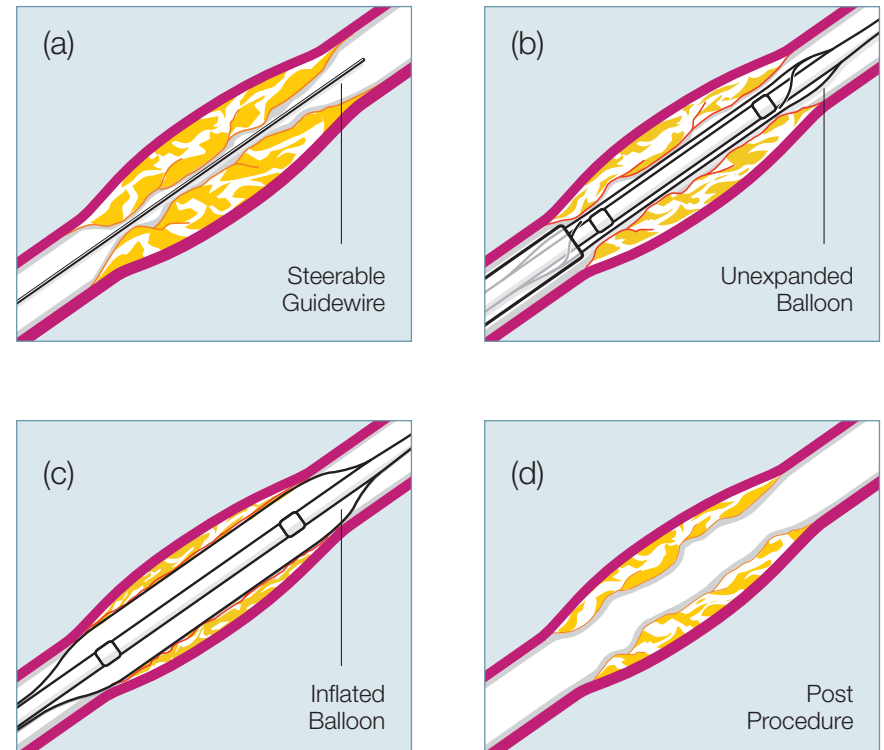 (a)
Steerable
Guidewire
(b)
Unexpanded
Balloon
(c)
Inflated
Balloon
(d)
Post
Procedure